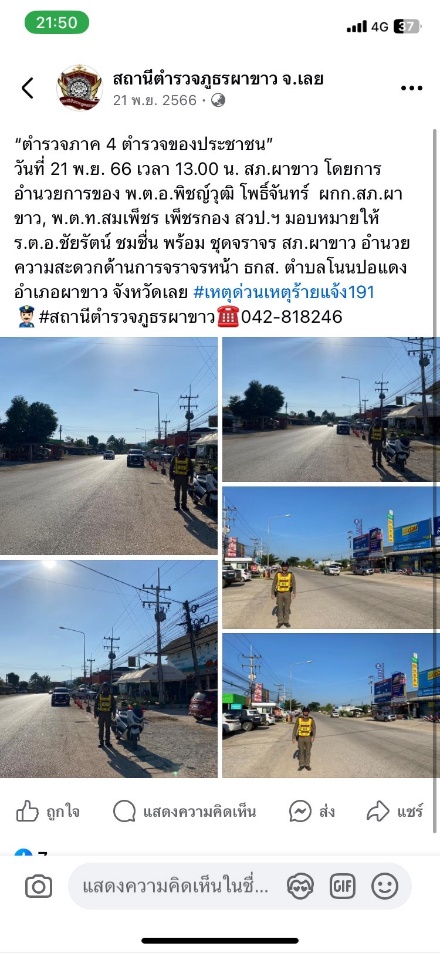 21:50
4G 37
สถานีตำรวจภูธรผาขาว จ.เลย
21 พ.ย. 2566 ·
“ตำรวจภาค 4 ตำรวจของประชาชน”
วันที่ 21 พ.ย. 66 เวลา 13.00 น. สภ.ผาขาว โดยการ
อำนวยการของ พ.ต.อ.พิชญ์วุฒิ โพธิ์จันทร์ ผกก.สภ.ผา
ขาว, พ.ต.ท.สมเพ็ชร เพ็ชรกอง สวป.ฯ มอบหมายให้
ร.ต.อ.ชัยรัตน์ ชมชื่น พร้อม ชุดจราจร สภ.ผาขาว อำนวย
ความสะดวกด้านการจราจรหน้า ธกส. ตำบลโนนปอแดง
อำเภอผาขาว จังหวัดเลย #เหตุด่วนเหตุร้ายแจ้ง191
👮🏻#สถานีตำรวจภูธรผาขาว☎️042-818246
ถูกใจ
แสดงความคิดเห็น
ส่ง
แชร์
แสดงความคิดเห็นในชื่...
GIF